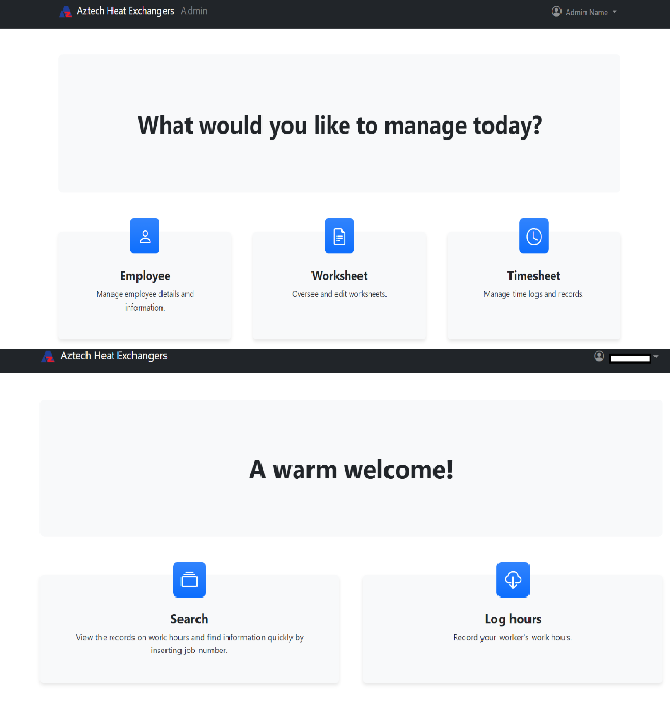 Aztech Heat Exchangers Admin
Admin Name
What would you like to manage today?
Employee
Manage employee details and
information.
Worksheet
Oversee and edit worksheets.
Timesheet
Manage time logs and records.
Aztech Heat Exchangers
A warm welcome!
Search
View the records on work hours and find information quickly by
inserting job number.
Log hours
Record your worker's work hours.